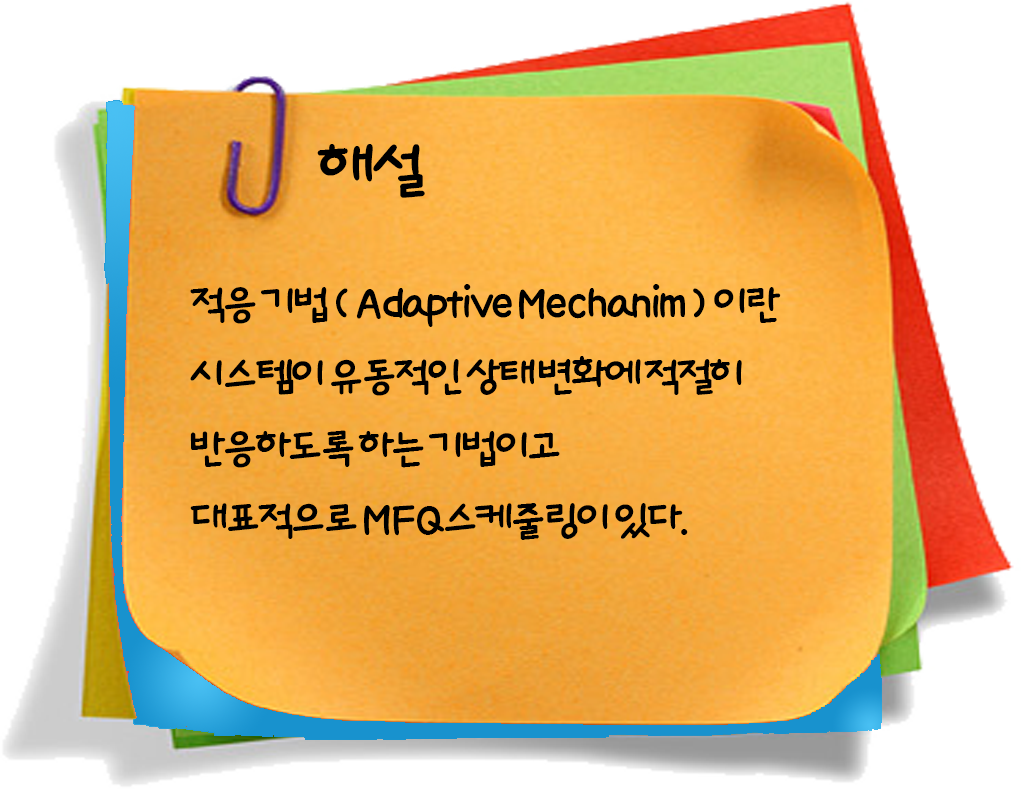 해설
적응 기법 ( Adaptive Mechanim ) 이란
시스템이 유동적인 상태변화에 적절히
반응하도록 하는 기법이고
대표적으로 MFQ스케줄링이 있다.